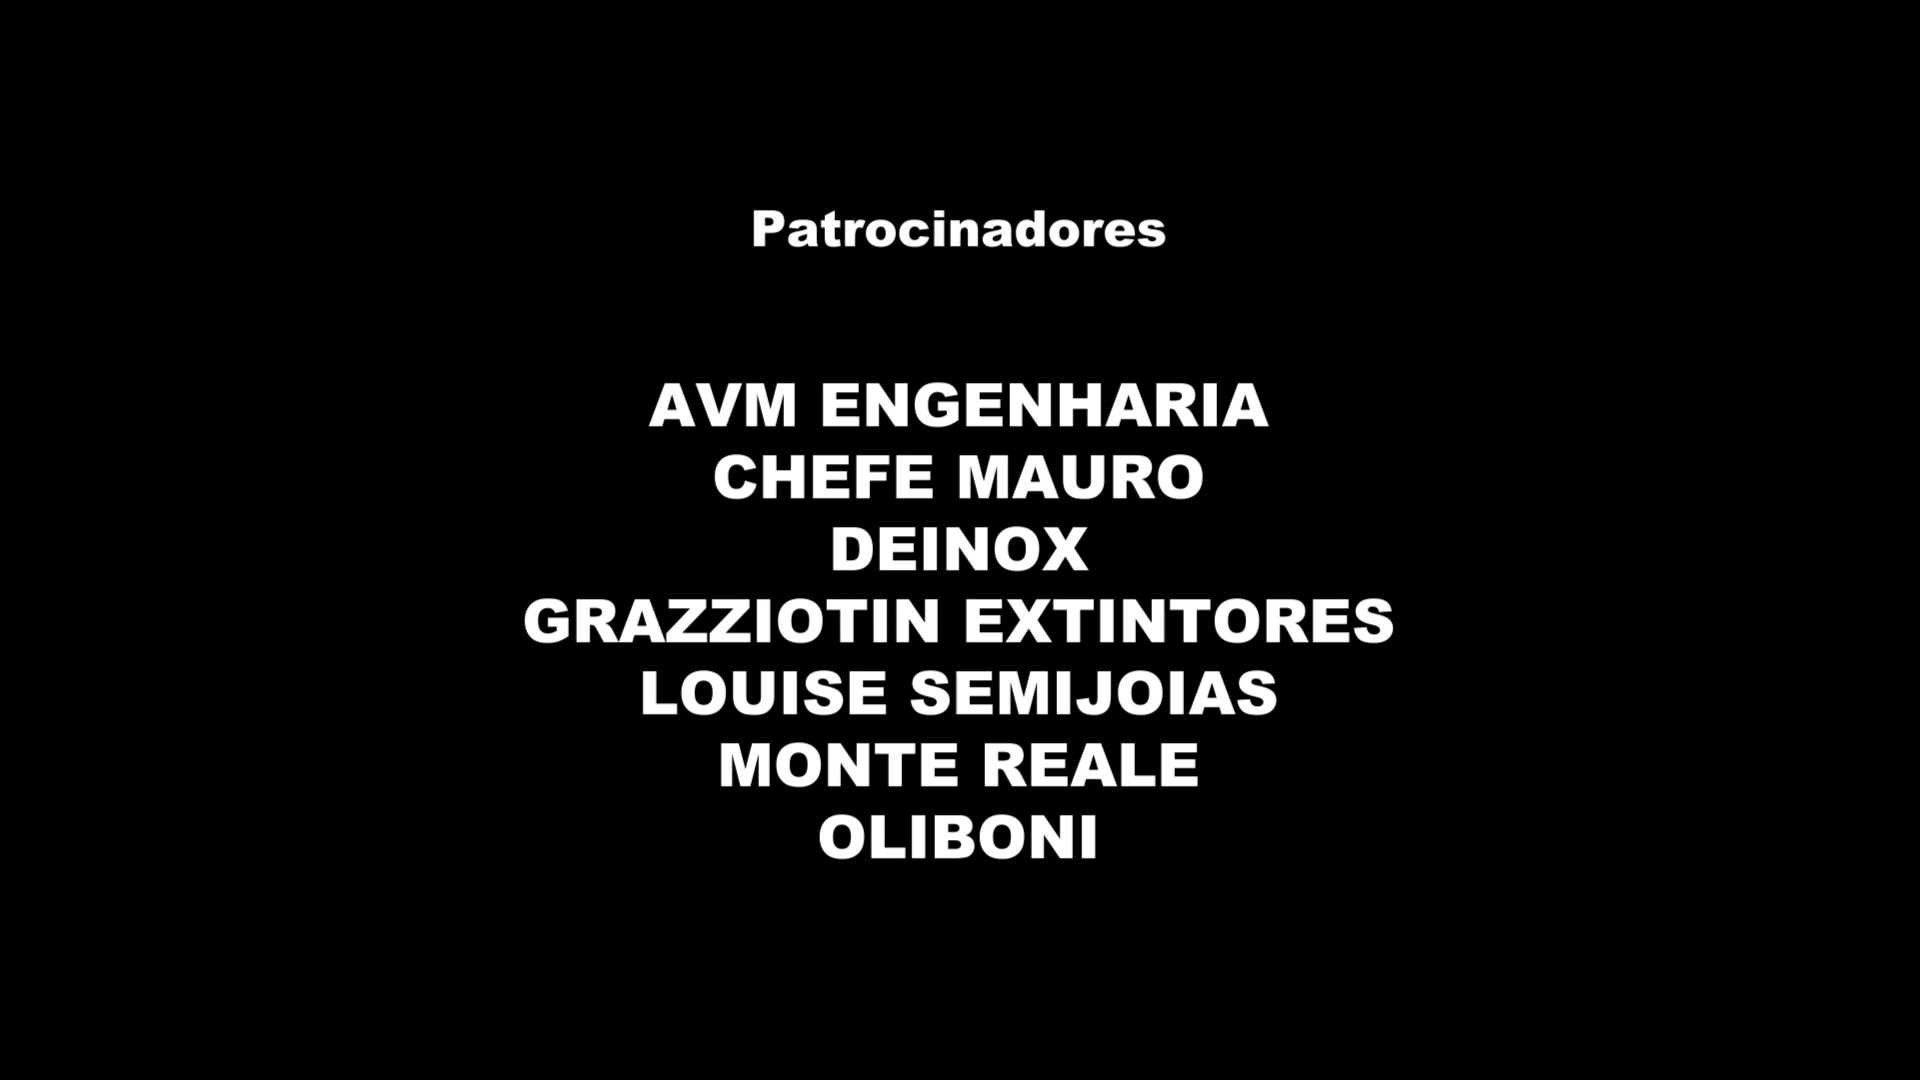 Patrocinadores
AVM ENGENHARIA
CHEFE MAURO
DEINOX
GRAZZIOTIN EXTINTORES
LOUISE SEMIJOIAS
MONTE REALE
OLIBONI